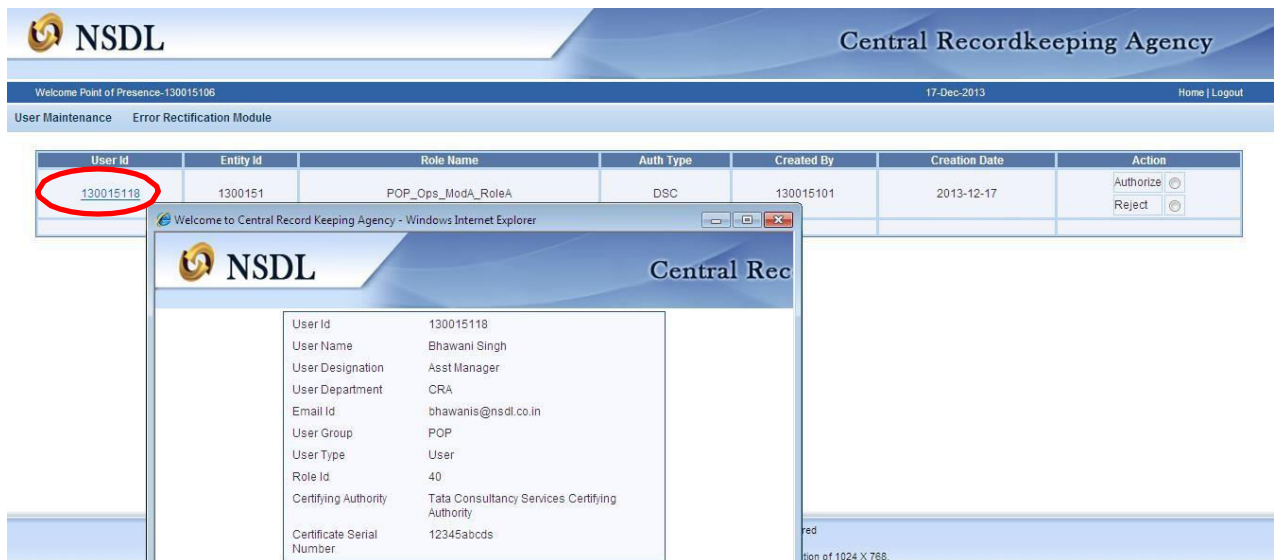 NSDL
Central Recordkeeping Agency
Welcome Point of Presence-130015106 17-Dec-2013 Home | Logout
User Maintenance Error Rectification Module
User Id Entity Id Role Name Auth Type Created By Creation Date Action
130015118 1300151 POP_Ops_ModA_RoleA DSC 130015101 2013-12-17 Authorize
Reject
Welcome to Central Record Keeping Agency - Windows Internet Explorer
NSDL
Central Rec
User Id 130015118
User Name Bhawani Singh
User Designation Asst Manager
User Department CRA
Email Id bhawanis@nsdl.co.in
User Group POP
User Type User
Role Id 40
Certifying Authority Tata Consultancy Services Certifying
Authority
Certificate Serial 12345abcds
Number
red
tion of 1024 X 768.